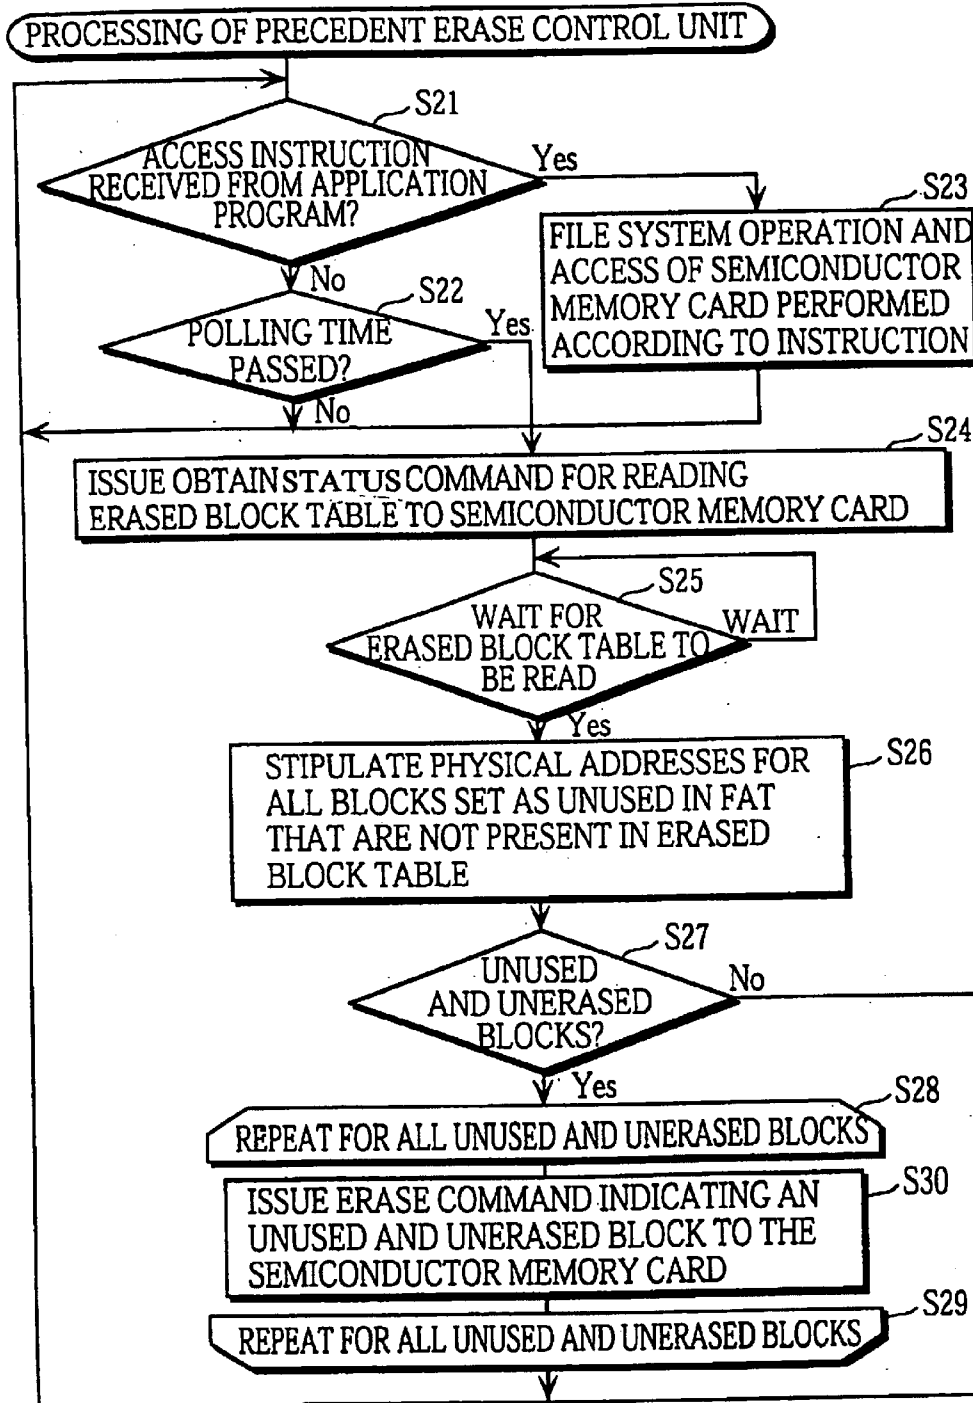 PROCESSING OF PRECEDENT ERASE CONTROL UNIT
S21
ACCESS INSTRUCTION
RECEIVED FROM APPLICATION
PROGRAM?
Yes
No
S23
FILE SYSTEM OPERATION AND
ACCESS OF SEMICONDUCTOR
MEMORY CARD PERFORMED
ACCORDING TO INSTRUCTION
S22
POLLING TIME
PASSED?
Yes
No
S24
ISSUE OBTAIN STATUS COMMAND FOR READING
ERASED BLOCK TABLE TO SEMICONDUCTOR MEMORY CARD
S25
WAIT FOR
ERASED BLOCK TABLE TO
BE READ
WAIT
Yes
S26
STIPULATE PHYSICAL ADDRESSES FOR
ALL BLOCKS SET AS UNUSED IN FAT
THAT ARE NOT PRESENT IN ERASED
BLOCK TABLE
S27
UNUSED
AND UNERASED
BLOCKS?
No
Yes
S28
REPEAT FOR ALL UNUSED AND UNERASED BLOCKS
S30
ISSUE ERASE COMMAND INDICATING AN
UNUSED AND UNERASED BLOCK TO THE
SEMICONDUCTOR MEMORY CARD
S29
REPEAT FOR ALL UNUSED AND UNERASED BLOCKS